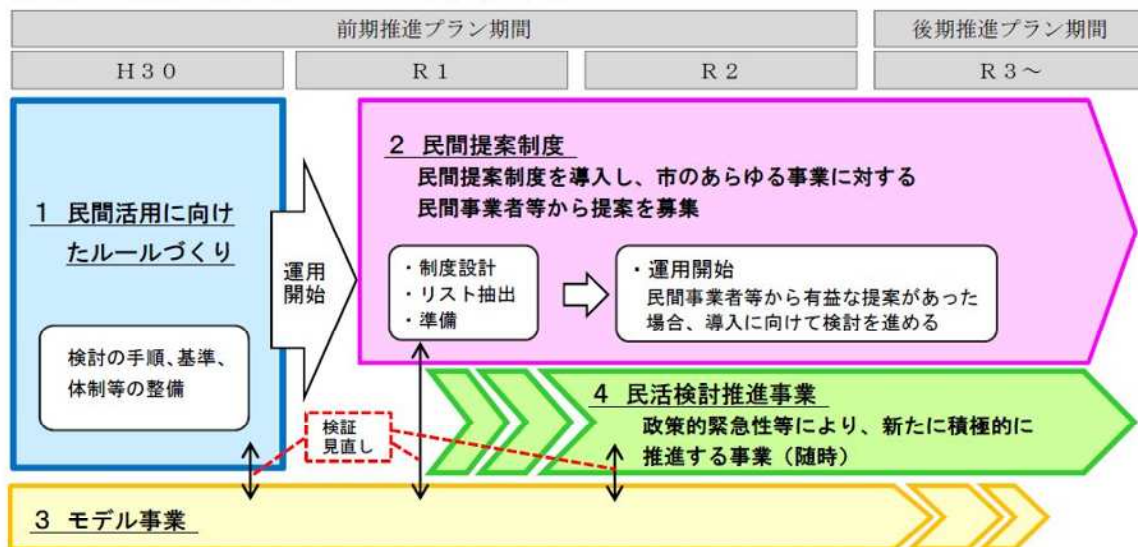 前期推進プラン期間
後期推進プラン期間
H30
R1
R2
R3～
1 民間活用に向け
たルールづくり
検討の手順、基準、
体制等の整備
運用
開始
2 民間提案制度
民間提案制度を導入し、市のあらゆる事業に対する
民間事業者等から提案を募集
・制度設計
・リスト抽出
・準備
・運用開始
民間事業者等から有益な提案があった
場合、導入に向けて検討を進める
4 民活検討推進事業
政策的緊急性等により、新たに積極的に
推進する事業（随時）
検証
見直し
3 モデル事業